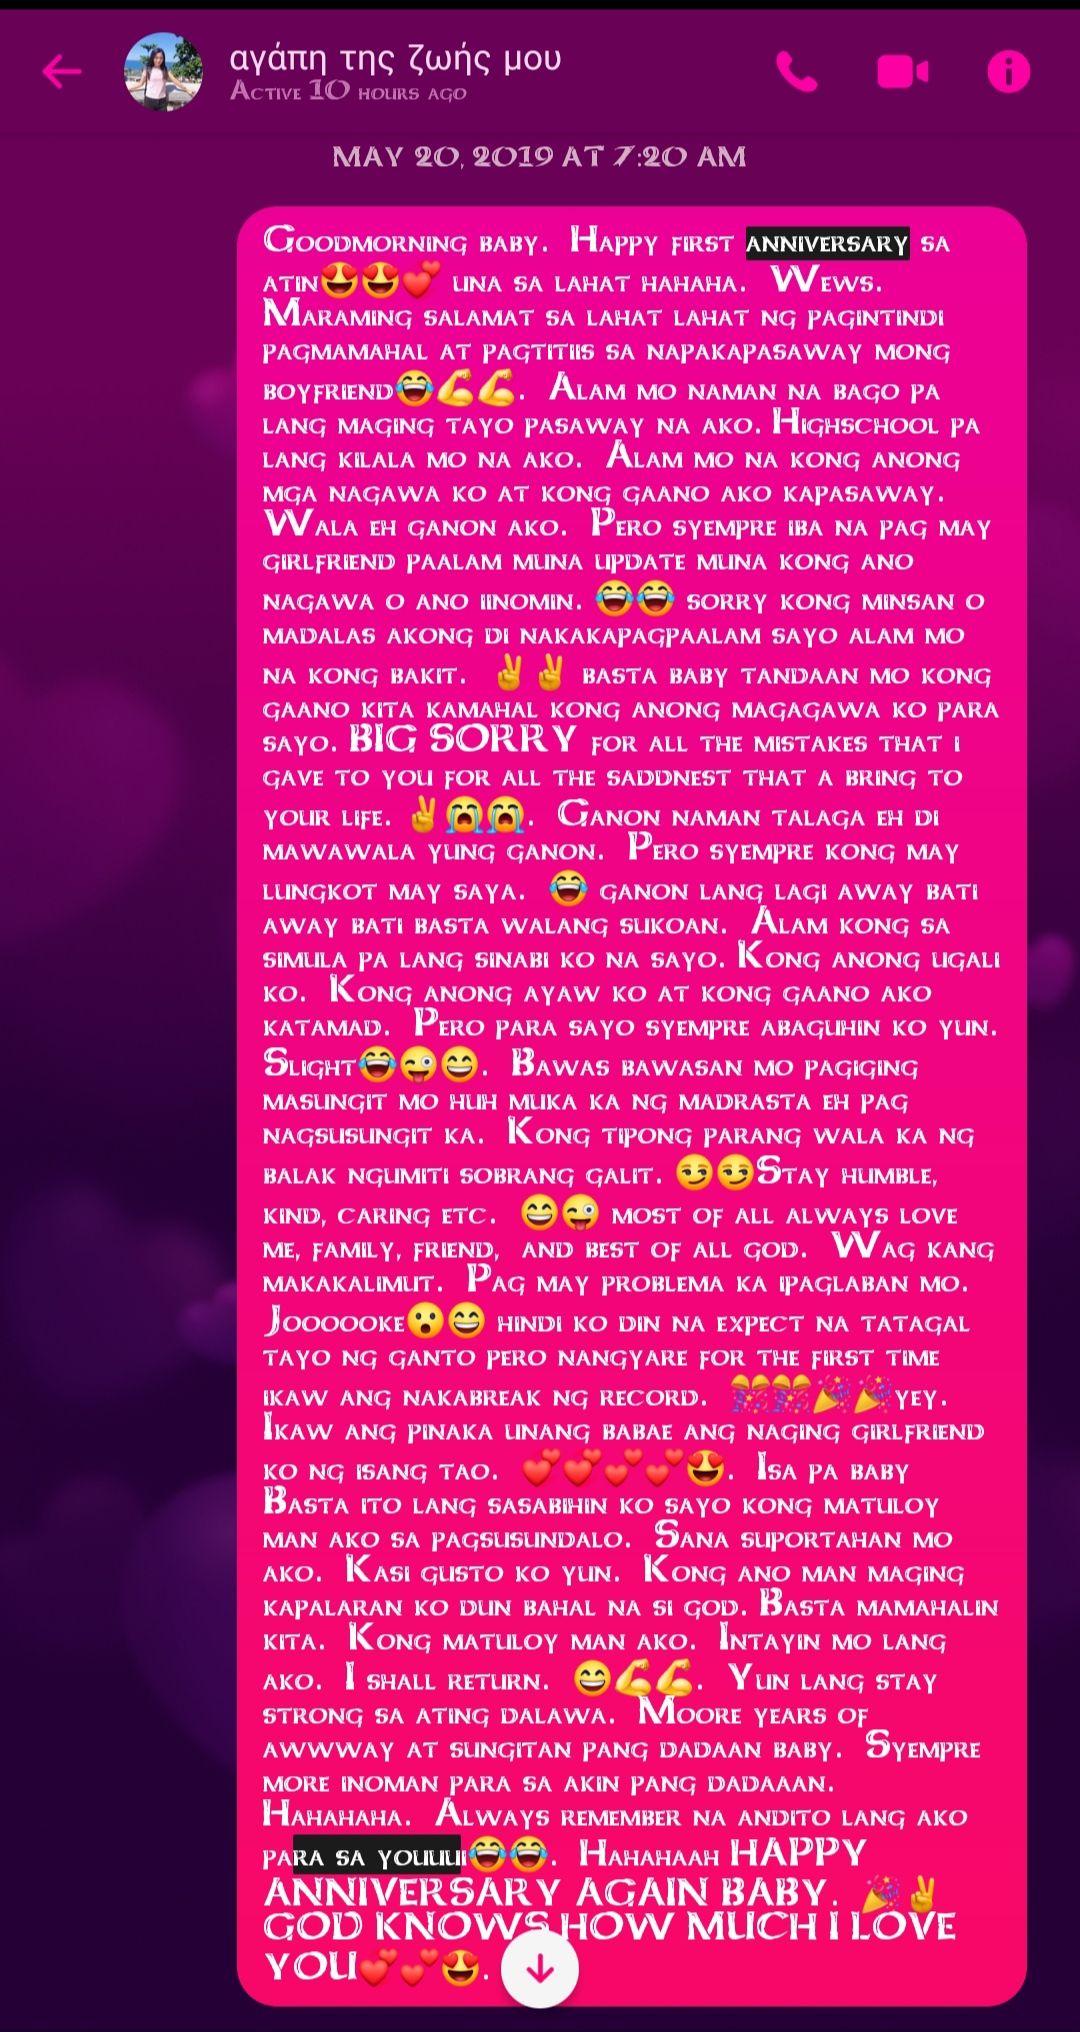 αγάπη της ζωής μου
Active 10 hours ago
MAY 20, 2019 AT 7:20 AM
Goodmorning baby. Happy first anniversary sa
atin😍😍💕 una sa lahat hahaha. Wews.
Maraming salamat sa lahat lahat ng pagintindi
pagmamahal at pagtitiis sa napakapasaway mong
boyfriend😂💪💪. Alam mo naman na bago pa
lang maging tayo pasaway na ako. Highschool pa
lang kilala mo na ako. Alam mo na kong anong
mga nagawa ko at kong gaano ako kapasaway.
Wala eh ganon ako. Pero syempre iba na pag may
girlfriend paalam muna update muna kong ano
nagawa o ano iinomin. 😂😂 sorry kong minsan o
madalas akong di nakakapagpaalam sayo alam mo
na kong bakit. ✌✌ basta baby tandaan mo kong
gaano kita kamahal kong anong magagawa ko para
sayo. BIG SORRY for all the mistakes that i
gave to you for all the saddnest that a bring to
your life. ✌😭😭. Ganon naman talaga eh di
mawawala yung ganon. Pero syempre kong may
lungkot may saya. 😂 ganon lang lagi away bati
away bati basta walang sukoan. Alam kong sa
simula pa lang sinabi ko na sayo. Kong anong ugali
ko. Kong anong ayaw ko at kong gaano ako
katamad. Pero para sayo syempre abaguhin ko yun.
Slight😂😜😄. Bawas bawasan mo pagiging
masungit mo huh muka ka ng madrasta eh pag
nagsusungit ka. Kong tipong parang wala ka ng
balak ngumiti sobrang galit. 😏😏Stay humble,
kind, caring etc. 😄😜 most of all always love
me, family, friend, and best of all god. Wag kang
makakalimut. Pag may problema ka ipaglaban mo.
Joooooke😮😄 hindi ko din na expect na tatagal
tayo ng ganto pero nangyare for the first time
ikaw ang nakabreak ng record. 🎊🎊🎉🎉yey.
Ikaw ang pinaka unang babae ang naging girlfriend
ko ng isang tao. 💕💕💕💕😍. Isa pa baby
Basta ito lang sasabihin ko sayo kong matuloy
man ako sa pagsusundalo. Sana suportahan mo
ako. Kasi gusto ko yun. Kong ano man maging
kapalaran ko dun bahal na si god. Basta mamahalin
kita. Kong matuloy man ako. Intayin mo lang
ako. I shall return. 😄💪💪. Yun lang stay
strong sa ating dalawa. Moore years of
awwway at sungitan pang dadaan baby. Syempre
more inoman para sa akin pang dadaaan.
Hahahaha. Always remember na andito lang ako
para sa youuui😂😂. Hahahaah HAPPY
ANNIVERSARY AGAIN BABY. 🎉✌
GOD KNOWS HOW MUCH I LOVE
YOU💕💕😍.